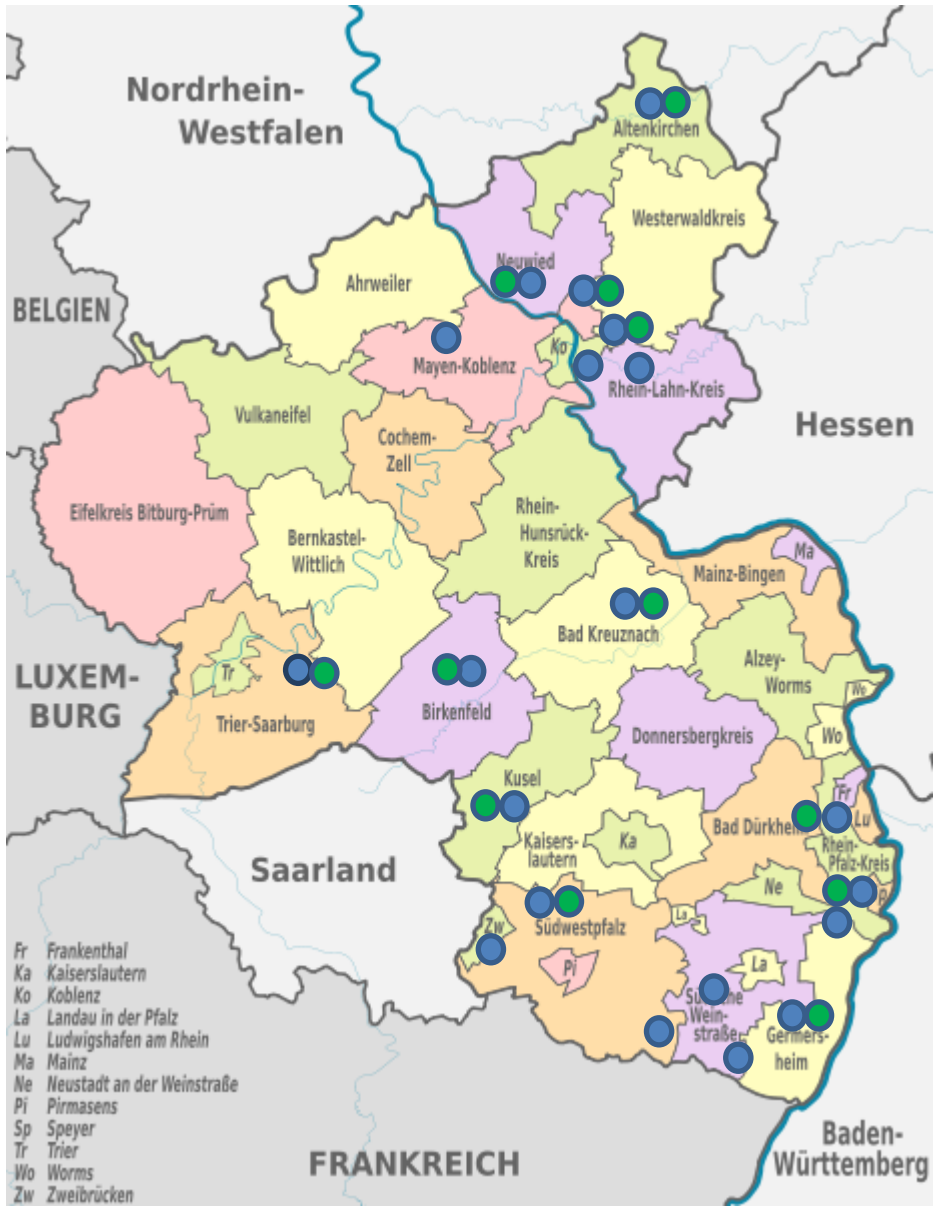 Nordrhein-
Westfalen
Altenkirchen
Westerwaldkreis
Neuwied
Ahrweiler
BELGIEN
Ko
Mayen-Koblenz
Rhein-Lahn-Kreis
Vulkaneifel
Hessen
Cochem-
Zell
Eifelkreis Bitburg-Prüm
Rhein-
Hunsrück-
Kreis
Bernkastel-
Wittlich
Ma
Mainz-Bingen
Bad Kreuznach
Alzey-
Worms
LUXEM-
BURG
Tr
Wo
Trier-Saarburg
Birkenfeld
Donnersbergkreis
Wo
Kusel
Fr
Lu
Bad Dürkheim
Kaisers-
lautern
Ka
Rhein-
Pfalz-Kreis
Saarland
Ne
Zw
Südwestpfalz
La
Pi
La
Wein-
straße
Germers-
heim
Fr Frankenthal
Ka Kaiserslautern
Ko Koblenz
La Landau in der Pfalz
Lu Ludwigshafen am Rhein
Ma Mainz
Ne Neustadt an der Weinstraße
Pi Pirmasens
Sp Speyer
Tr Trier
Wo Worms
Zw Zweibrücken
FRANKREICH
Baden-
Württemberg